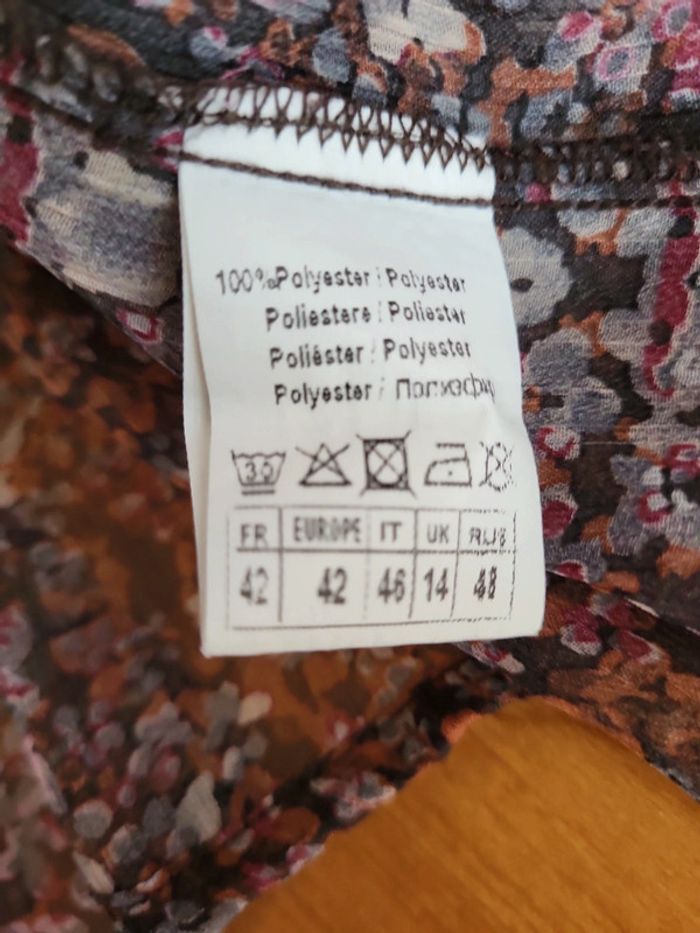 100%Polyester / Polyester
Poliestere / Poliester
Poliéster / Polyester
Polyester / Полиэфир
30
FR EUROPE IT UK RUS
42 42 46 14 48